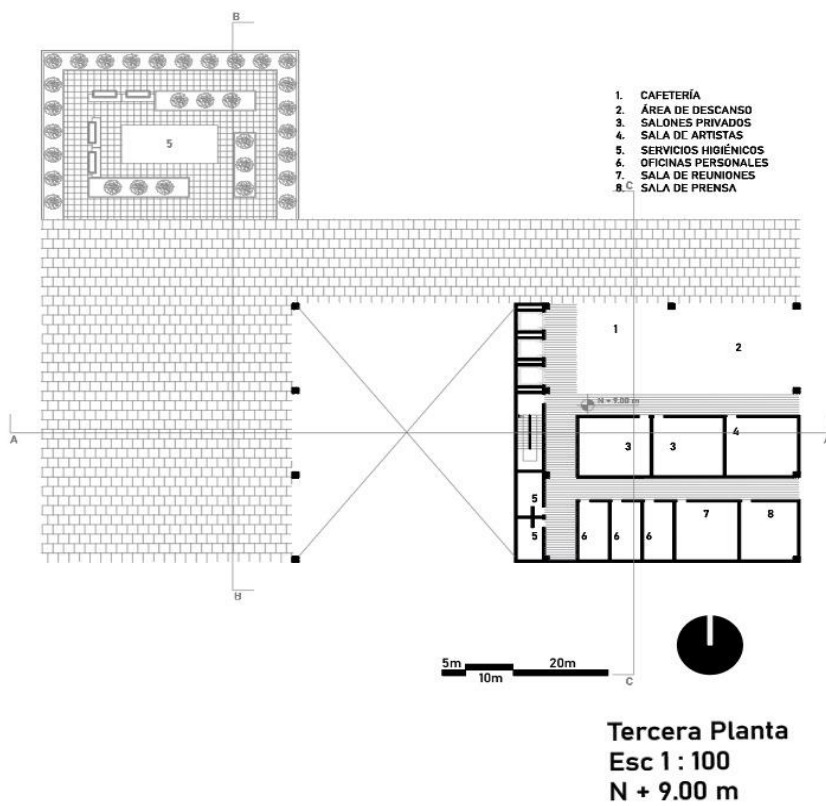 B
1. CAFETERÍA
2. ÁREA DE DESCANSO
3. SALONES PRIVADOS
4. SALA DE ARTISTAS
5. SERVICIOS HIGIÉNICOS
6. OFICINAS PERSONALES
7. SALA DE REUNIONES
8. SALA DE PRENSA
5
C
1
2
N + 9.00 m
A
A
3
3
4
5
5
6
6
6
7
8
B
5m
20m
10m
C
Tercera Planta
Esc 1 : 100
N + 9.00 m